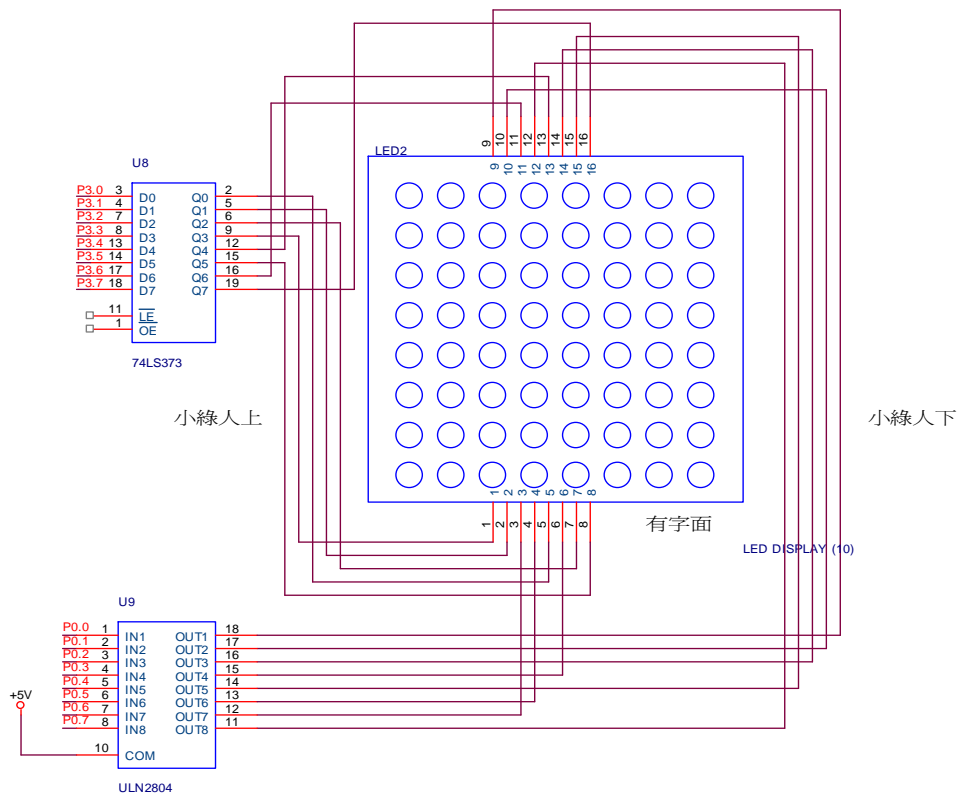 9 10 11 12 13 14 15 16
LED2
9 10 11 12 13 14 15 16
U8
P3.0 3 D0 Q0 2
P3.1 4 D1 Q1 5
P3.2 7 D2 Q2 6
P3.3 8 D3 Q3 9
P3.4 13 D4 Q4 12
P3.5 14 D5 Q5 15
P3.6 17 D6 Q6 16
P3.7 18 D7 Q7 19
11 LE
1 OE
74LS373
小綠人上
小綠人下
1 2 3 4 5 6 7 8
1 2 3 4 5 6 7 8
有字面
LED DISPLAY (10)
U9
P0.0 1 IN1 OUT1 18
P0.1 2 IN2 OUT2 17
P0.2 3 IN3 OUT3 16
P0.3 4 IN4 OUT4 15
P0.4 5 IN5 OUT5 14
P0.5 6 IN6 OUT6 13
P0.6 7 IN7 OUT7 12
P0.7 8 IN8 OUT8 11
+5V
10 COM
ULN2804